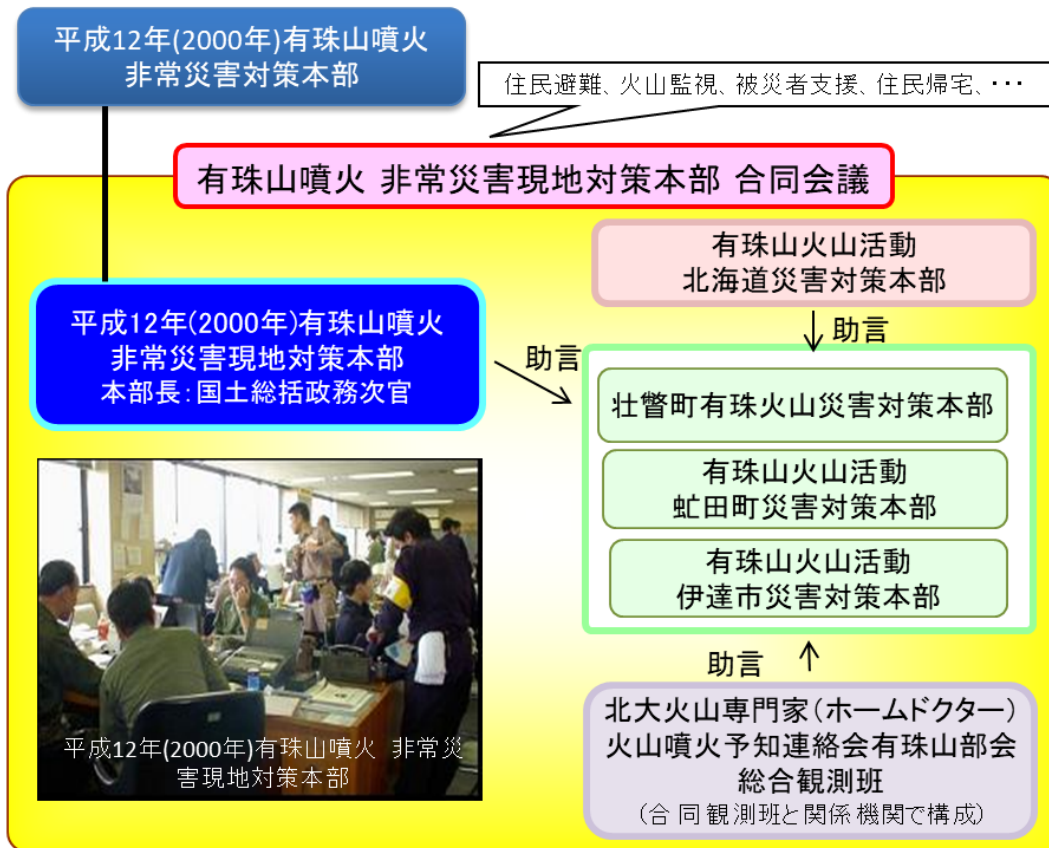 平成12年(2000年)有珠山噴火
非常災害対策本部
住民避難、火山監視、被災者支援、住民帰宅、・・・
有珠山噴火 非常災害現地対策本部 合同会議
有珠山火山活動
北海道災害対策本部
助言
平成12年(2000年)有珠山噴火
非常災害現地対策本部
本部長：国土総括政務次官
助言
壮瞥町有珠火山災害対策本部
有珠山火山活動
虻田町災害対策本部
有珠山火山活動
伊達市災害対策本部
助言
北大火山専門家（ホームドクター）
火山噴火予知連絡会有珠山部会
総合観測班
（合同観測班と関係機関で構成）
平成12年(2000年)有珠山噴火 非常災
害現地対策本部